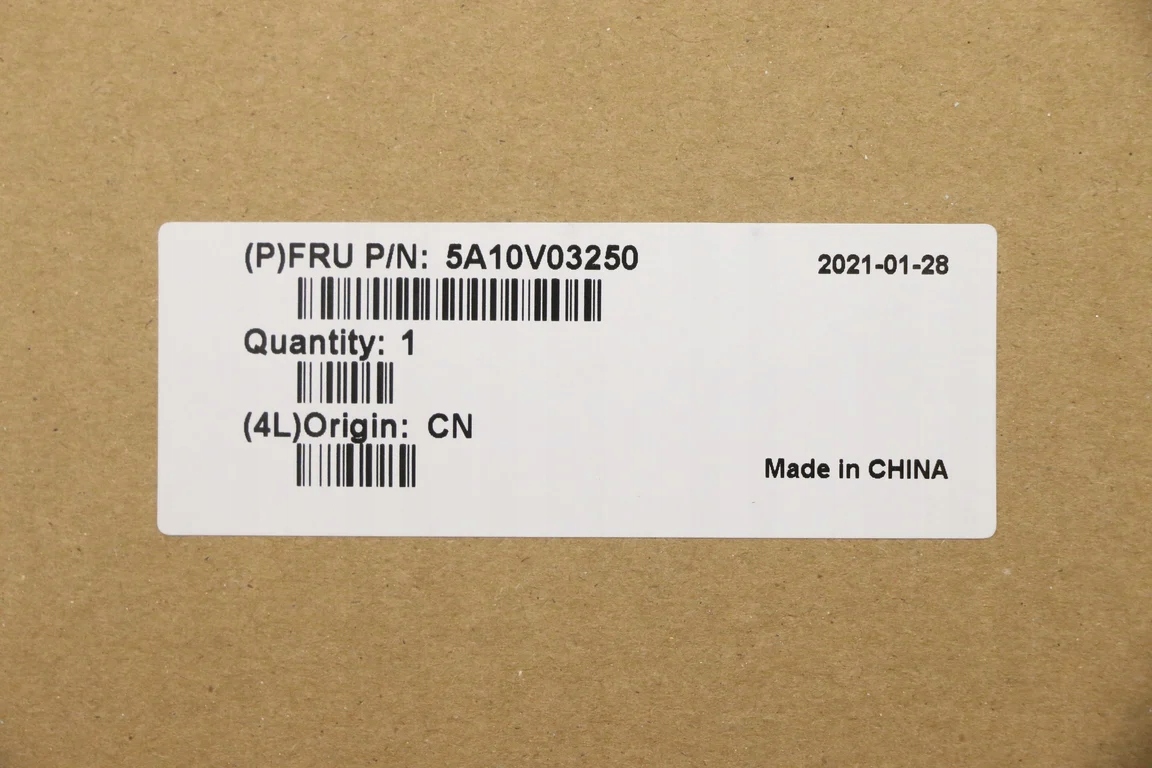 (P)FRU P/N: 5A10V03250
2021-01-28
Quantity: 1
(4L)Origin: CN
Made in CHINA